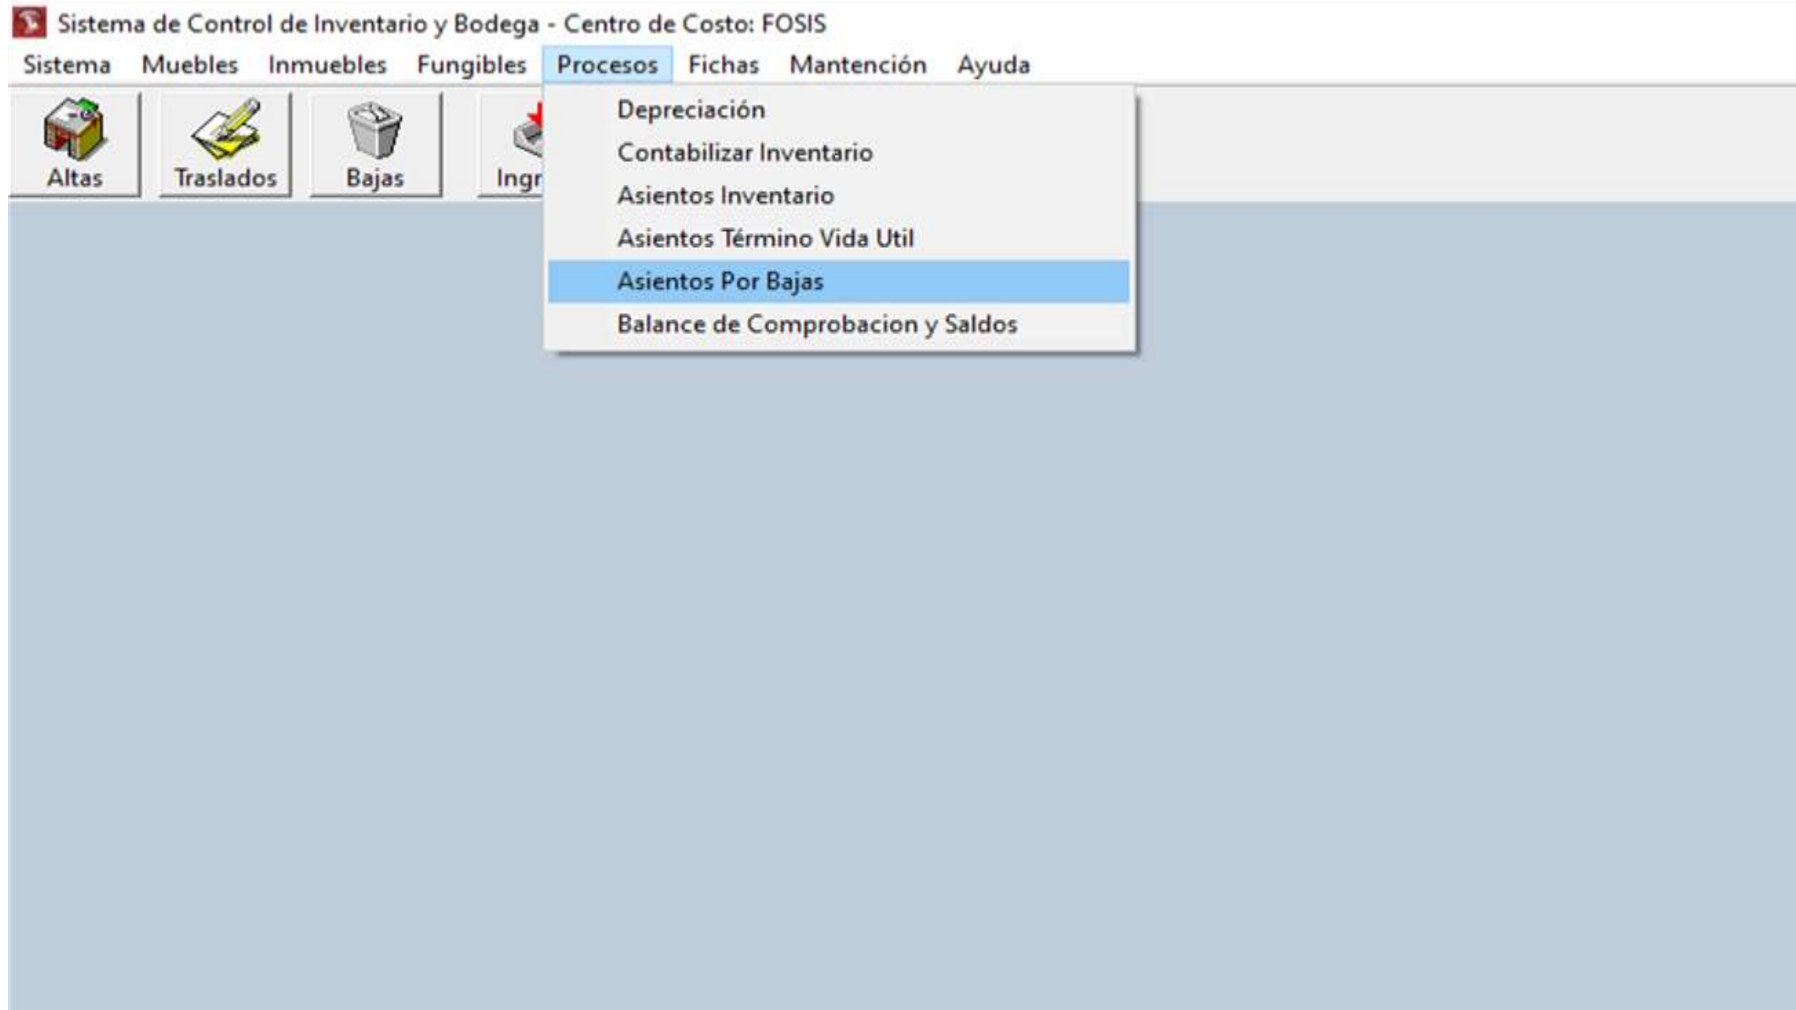 Sistema de Control de Inventario y Bodega - Centro de Costo: FOSIS
Sistema Muebles Inmuebles Fungibles Procesos Fichas Mantención Ayuda
Altas Traslados Bajas
Depreciación
Contabilizar Inventario
Asientos Inventario
Asientos Término Vida Util
Asientos Por Bajas
Balance de Comprobacion y Saldos